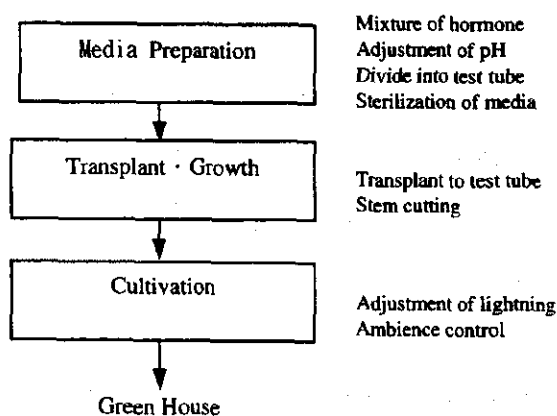 Media Preparation
Mixture of hormone
Adjustment of pH
Divide into test tube
Sterilization of media
Transplant · Growth
Transplant to test tube
Stem cutting
Cultivation
Adjustment of lightning
Ambience control
Green House